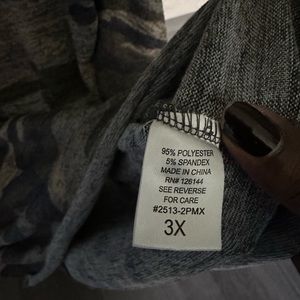 95% POLYESTER
5% SPANDEX
MADE IN CHINA
RN# 126144
SEE REVERSE
FOR CARE
#2513-2PMX
3X